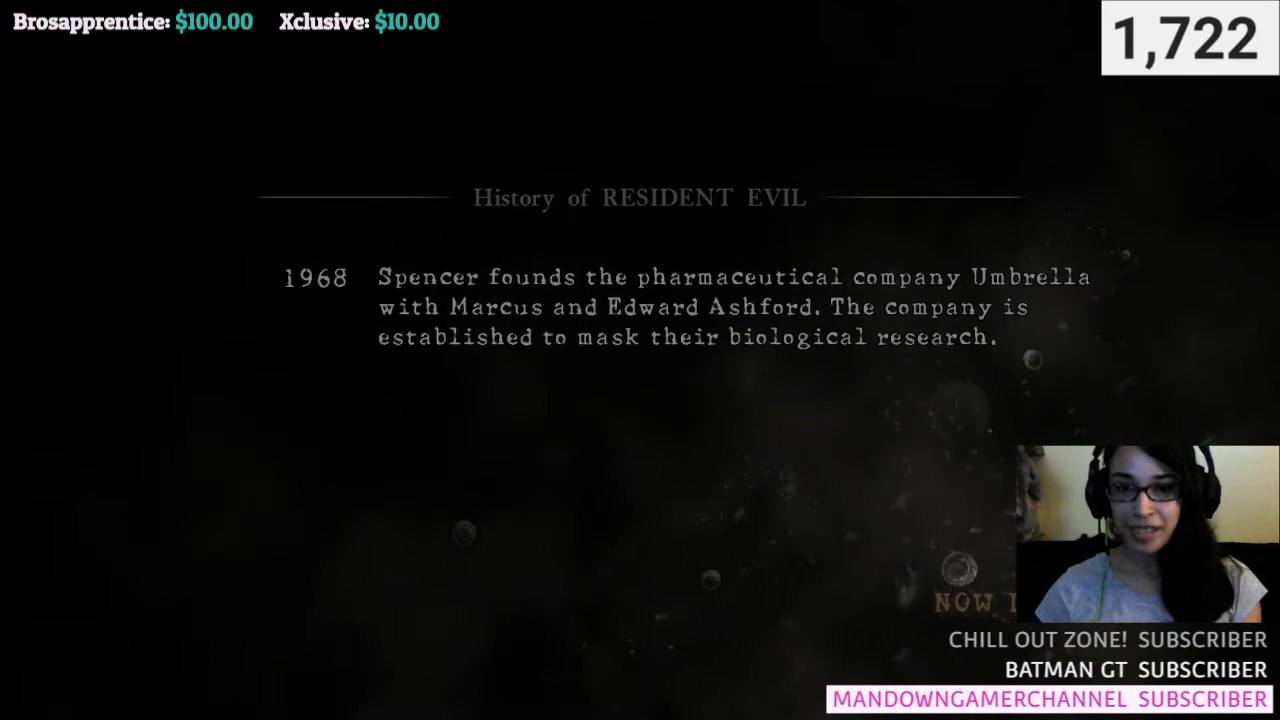 Brosapprentice: $100.00 Xclusive: $10.00
1,722
History of RESIDENT EVIL
1968 Spencer founds the pharmaceutical company Umbrella
with Marcus and Edward Ashford. The company is
established to mask their biological research.
NOW
CHILL OUT ZONE! SUBSCRIBER
BATMAN GT SUBSCRIBER
MANDOWNGAMERCHANNEL SUBSCRIBER